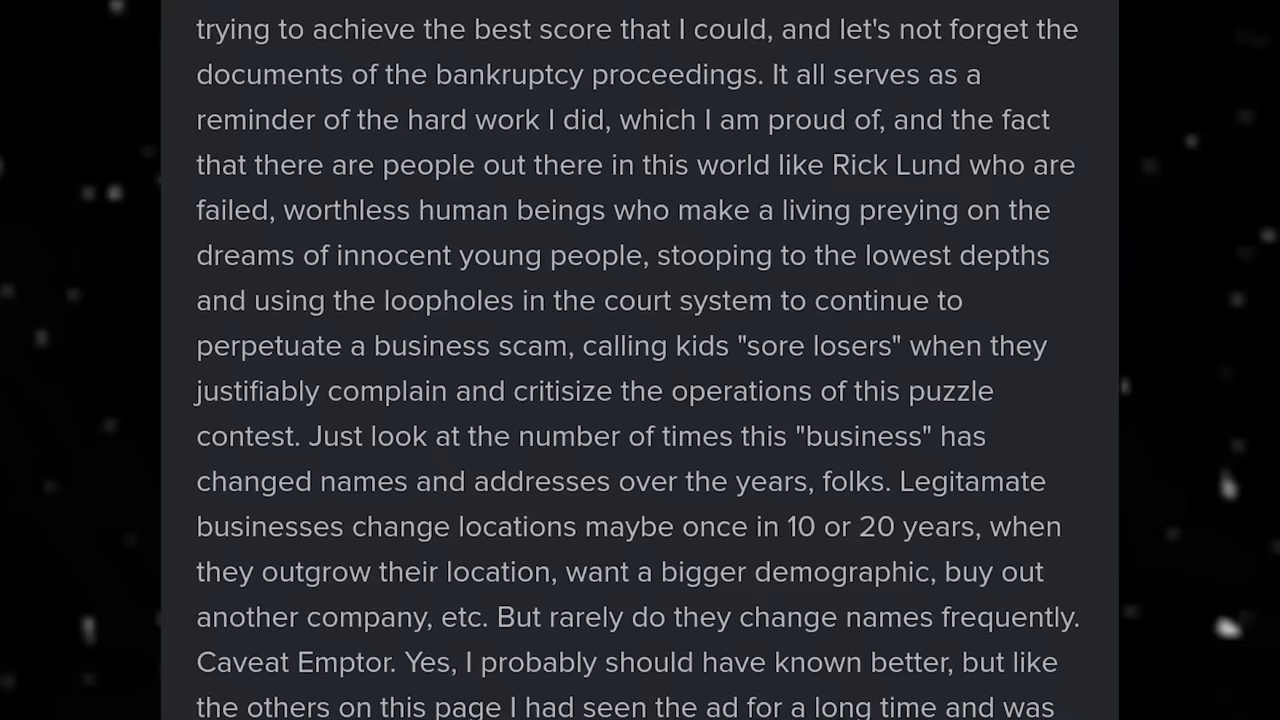 trying to achieve the best score that I could, and let's not forget the
documents of the bankruptcy proceedings. It all serves as a
reminder of the hard work I did, which I am proud of, and the fact
that there are people out there in this world like Rick Lund who are
failed, worthless human beings who make a living preying on the
dreams of innocent young people, stooping to the lowest depths
and using the loopholes in the court system to continue to
perpetuate a business scam, calling kids "sore losers" when they
justifiably complain and critisize the operations of this puzzle
contest. Just look at the number of times this "business" has
changed names and addresses over the years, folks. Legitamate
businesses change locations maybe once in 10 or 20 years, when
they outgrow their location, want a bigger demographic, buy out
another company, etc. But rarely do they change names frequently.
Caveat Emptor. Yes, I probably should have known better, but like
the others on this page I had seen the ad for a long time and was